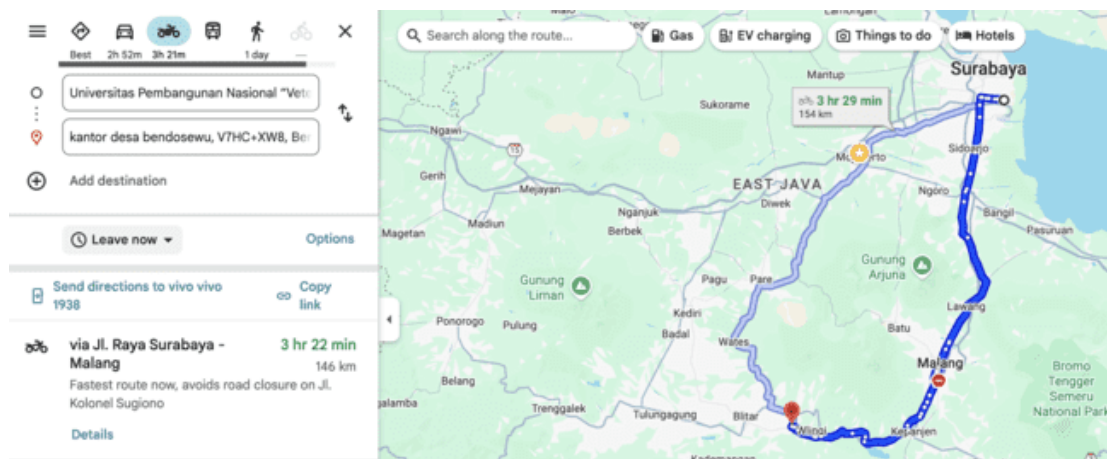 Best
2h 52m
3h 21m
1 day
Universitas Pembangunan Nasional "Vete
kantor desa bendosewu, V7HC+XW8, Ber
Add destination
Leave now
Options
Send directions to vivo vivo
1938
Copy
link
via Jl. Raya Surabaya -
Malang
3 hr 22 min
146 km
Fastest route now, avoids road closure on Jl.
Kolonel Sugiono
Details
Search along the route...
Gas
EV charging
Things to do
Hotels
Lamongan
Surabaya
Mantup
3 hr 29 min
154 km
Sukorame
Ngawi
15
Sidoarjo
Gerih
Mejayan
EAST JAVA
Diwek
Ngoro
Bangil
Nganjuk
Madiun
Berbek
Magetan
Pasuruan
Gunung
Arjuna
Gunung
Liman
Pagu
Pare
Lawang
Kediri
Ponorogo
Pulung
Badal
Wates
Batu
Malang
Bromo
Tengger
Semeru
National Park
Belang
galamba
Trenggalek
Tulungagung
Blitar
Wlingi
Kepanjen